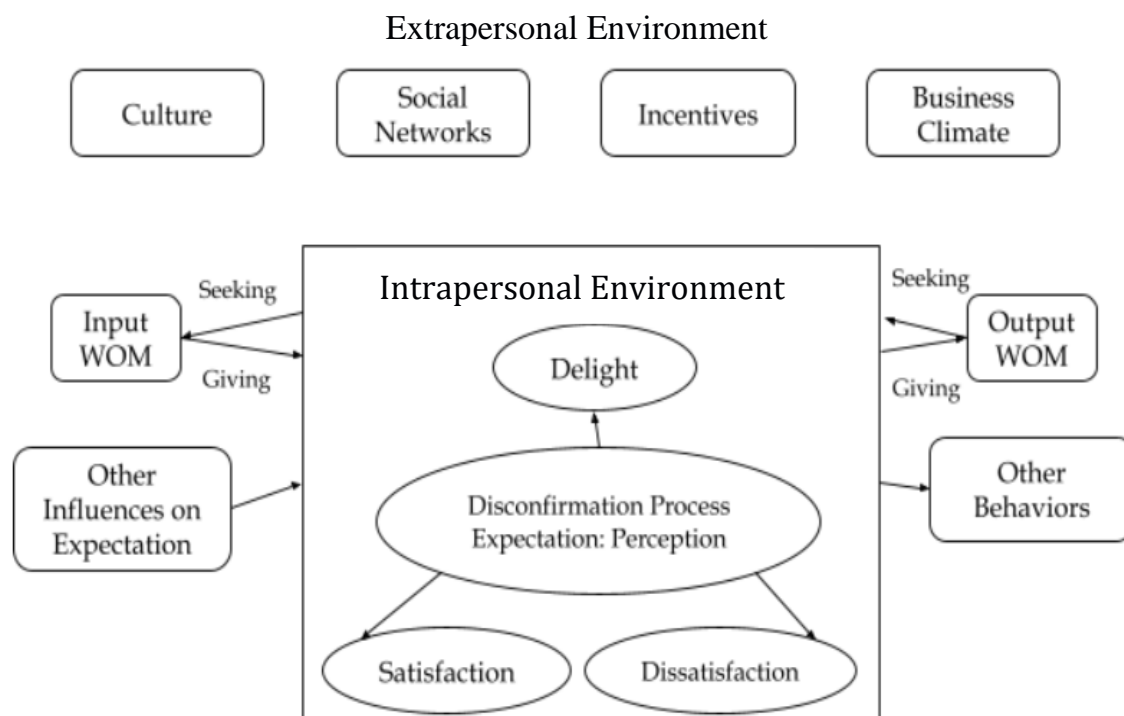 Extrapersonal Environment
Culture
Social
Networks
Incentives
Business
Climate
Intrapersonal Environment
Seeking
Input
WOM
Giving
Seeking
Output
WOM
Giving
Delight
Other
Influences on
Expectation
Disconfirmation Process
Expectation: Perception
Other
Behaviors
Satisfaction
Dissatisfaction